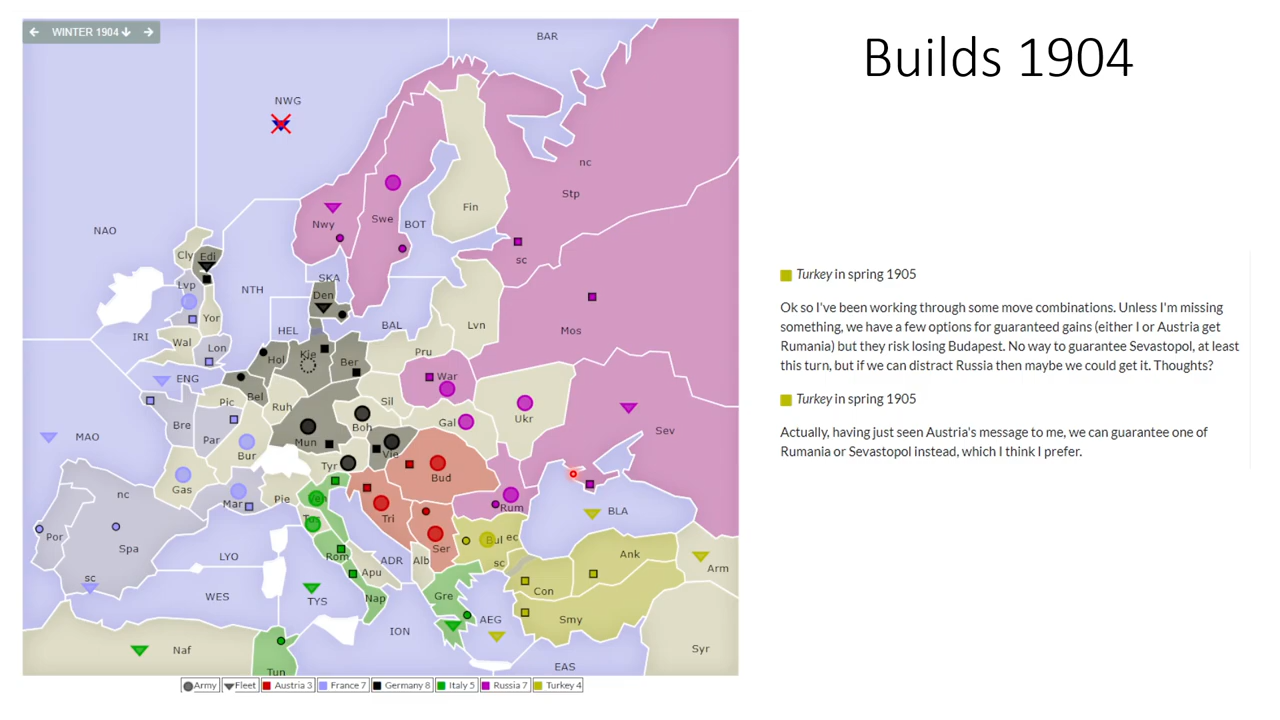 ← WINTER 1904 ↓ →
Builds 1904
BAR
NWG
nc
Stp
Swe
Fin
Nwy
BOT
NAO
Cly
Edi
sc
SKA
Lvp
NTH
Den
Mos
Yor
Lvn
BAL
HEL
IRI
Wal
Kie
Pru
Lon
Hol
Ber
ENG
War
Bel
Pic
Ruh
Sil
Ukr
Bre
Boh
Gal
MAO
Par
Mun
Vie
Sev
Bur
Tyr
Bud
Gas
nc
Ven
Pie
Mar
Tri
Rum
BLA
Por
Spa
Tus
Ser
Bul
ec
LYO
Rom
ADR
Alb
Ank
sc
Apu
sc
Arm
WES
TYS
Nap
Gre
Con
AEG
Smy
ION
Naf
Syr
Tun
EAS
Army Fleet Austria 3 France 7 Germany 8 Italy 5 Russia 7 Turkey 4
Turkey in spring 1905
Ok so I've been working through some move combinations. Unless I'm missing
something, we have a few options for guaranteed gains (either I or Austria get
Rumania) but they risk losing Budapest. No way to guarantee Sevastopol, at least
this turn, but if we can distract Russia then maybe we could get it. Thoughts?
Turkey in spring 1905
Actually, having just seen Austria's message to me, we can guarantee one of
Rumania or Sevastopol instead, which I think I prefer.